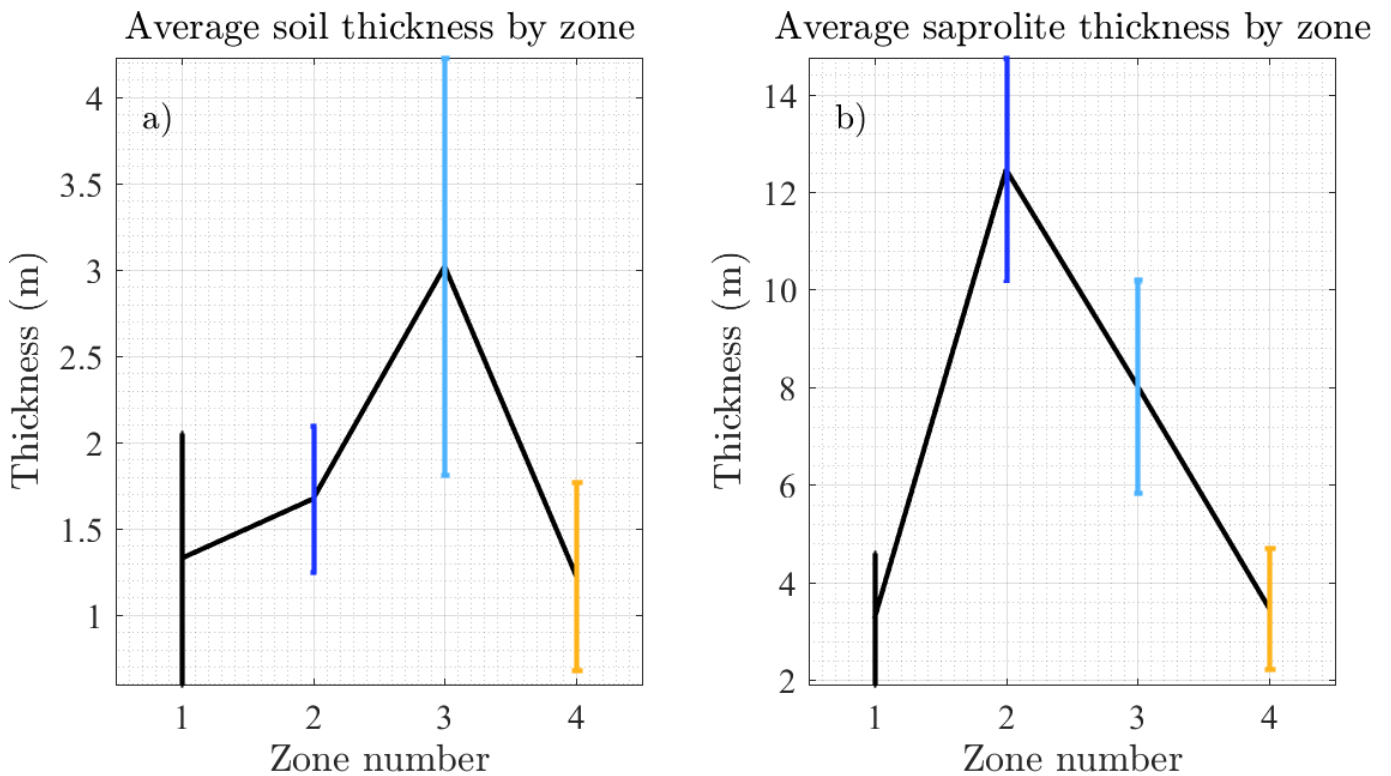 Average soil thickness by zone
a)
Thickness (m)
4
3.5
3
2.5
2
1.5
1
1 2 3 4
Zone number
Average saprolite thickness by zone
b)
Thickness (m)
14
12
10
8
6
4
2
1 2 3 4
Zone number